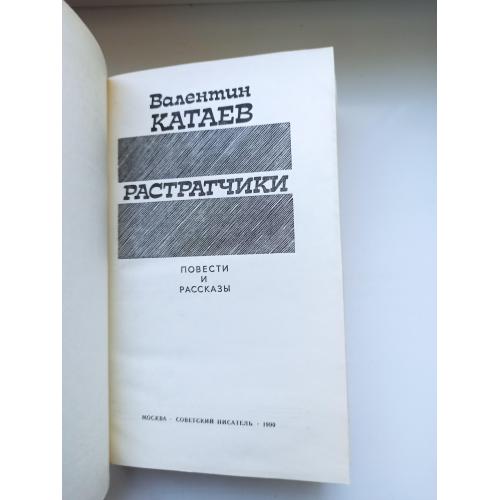 Валентин
КАТАЕВ
РАСТРАТЧИКИ
ПОВЕСТИ
И
РАССКАЗЫ
МОСКВА · СОВЕТСКИЙ ПИСАТЕЛЬ · 1990